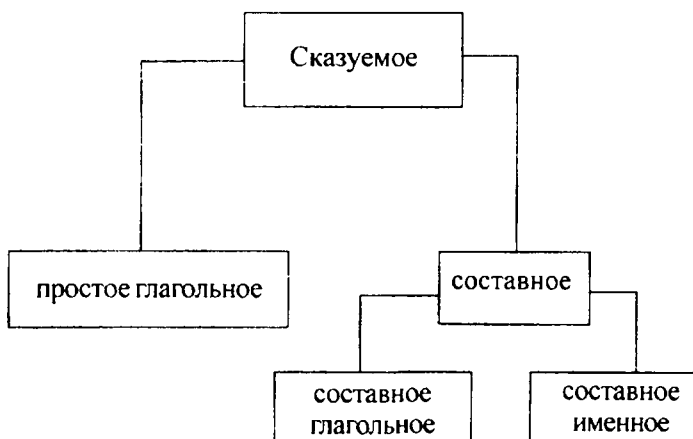 Сказуемое
простое глагольное
составное
составное
глагольное
составное
именное